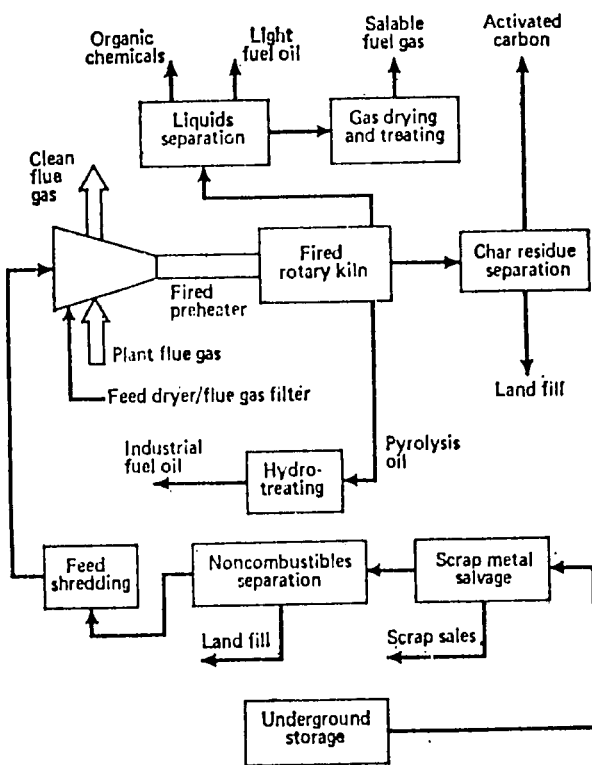 Organic
chemicals
Light
fuel oil
Salable
fuel gas
Activated
carbon
Liquids
separation
Gas drying
and treating
Clean
flue
gas
Fired
rotary kiln
Char residue
separation
Fired
preheater
Plant flue gas
Feed dryer/flue gas filter
Land fill
Industrial
fuel oil
Hydro-
treating
Pyrolysis
oil
Feed
shredding
Noncombustibles
separation
Scrap metal
salvage
Land fill
Scrap sales
Underground
storage